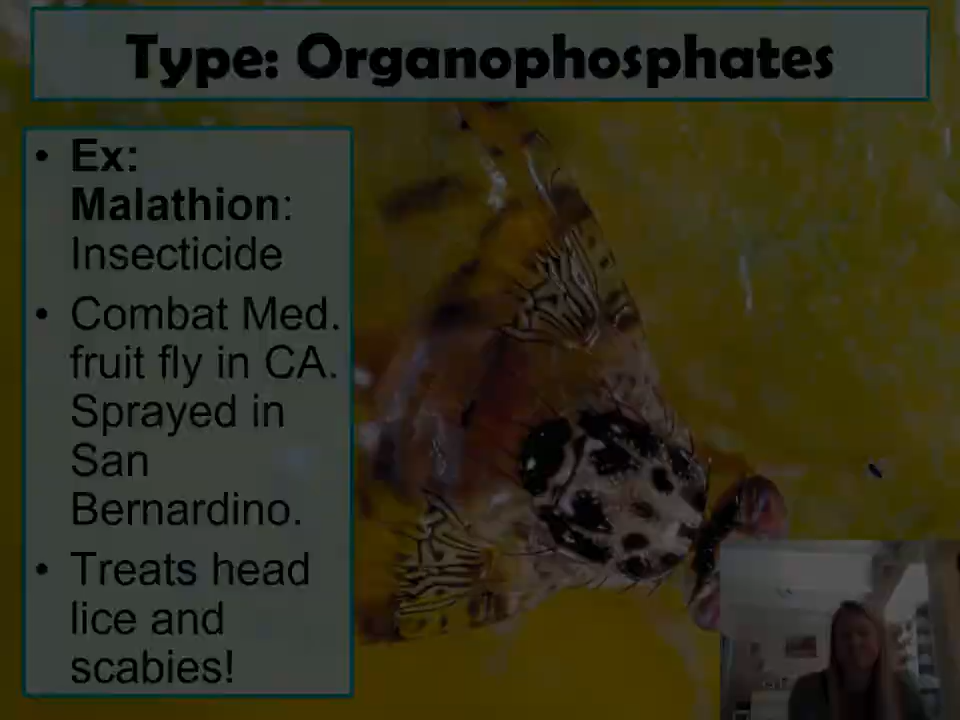 Type: Organophosphates
• Ex:
Malathion:
Insecticide
• Combat Med.
fruit fly in CA.
Sprayed in
San
Bernardino.
• Treats head
lice and
scabies!